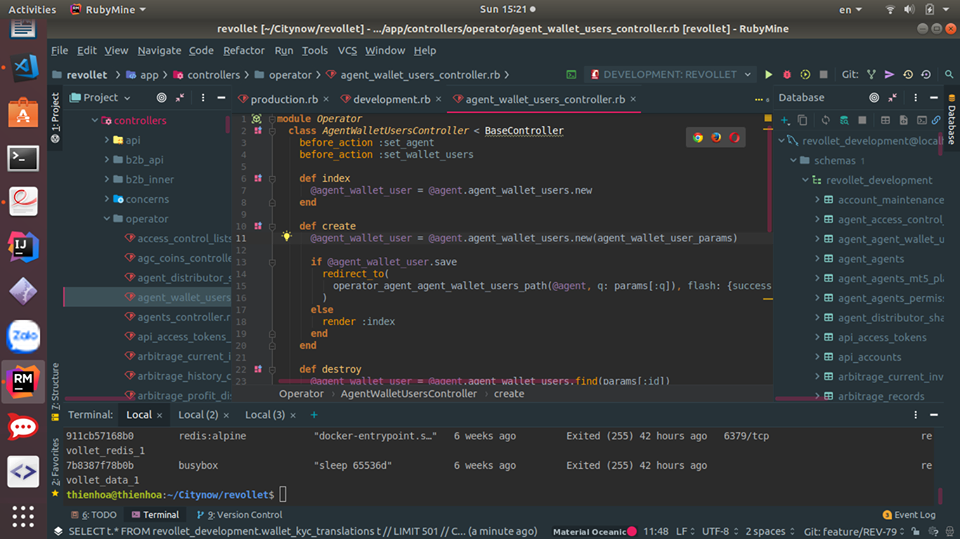 Activities RubyMine Sun 15:21 en
revollet [~/Citynow/revollet] - .../app/controllers/operator/agent_wallet_users_controller.rb [revollet] - RubyMine
File Edit View Navigate Code Refactor Run Tools VCS Window Help
revollet app controllers operator agent_wallet_users_controller.rb DEVELOPMENT: REVOLLET Git:
Project production.rb development.rb agent_wallet_users_controller.rb Database
1: Project
Database
controllers
api
b2b_api
b2b_inner
concerns
operator
access_control_lists
agc_coins_controlle
agent_distributor_s
agent_wallet_users
agents_controller.r
api_access_tokens
arbitrage_current_i
arbitrage_history_c
arbitrage_profit_dis
1 module Operator
2 class AgentWalletUsersController < BaseController
3 before_action :set_agent
4 before_action :set_wallet_users
5
6 def index
7 @agent_wallet_user = @agent.agent_wallet_users.new
8 end
9
10 def create
11 @agent_wallet_user = @agent.agent_wallet_users.new(agent_wallet_user_params)
12
13 if @agent_wallet_user.save
14 redirect_to(
15 operator_agent_agent_wallet_users_path(@agent, q: params[:q]), flash: {success
16 )
17 else
18 render :index
19 end
20 end
21
22 def destroy
23 @agent_wallet_user = @agent.agent_wallet_users.find(params[:id])
Operator AgentWalletUsersController create
revollet_development@local
schemas
revollet_development
account_maintenance
agent_access_control_
agent_agent_wallet_u
agent_agents
agent_agents_mt5_pl
agent_agents_permis
agent_distributor_sha
api_access_tokens
api_accounts
arbitrage_current_inv
arbitrage_records
7: Structure
2: Favorites
Terminal: Local Local (2) Local (3)
911cb57168b0 redis:alpine "docker-entrypoint.s…" 6 weeks ago Exited (255) 42 hours ago 6379/tcp re
vollet_redis_1
7b8387f78b0b busybox "sleep 65536d" 6 weeks ago Exited (255) 42 hours ago re
vollet_data_1
thienhoa@thienhoa:~/Citynow/revollet$
6: TODO Terminal 9: Version Control 3 Event Log
SELECT t.* FROM revollet_development.wallet_kyc_translations t // LIMIT 501 // C... (a minute ago) Material Oceanic 11:48 LF UTF-8 2 spaces Git: feature/REV-79
Zalo
IJ
RM